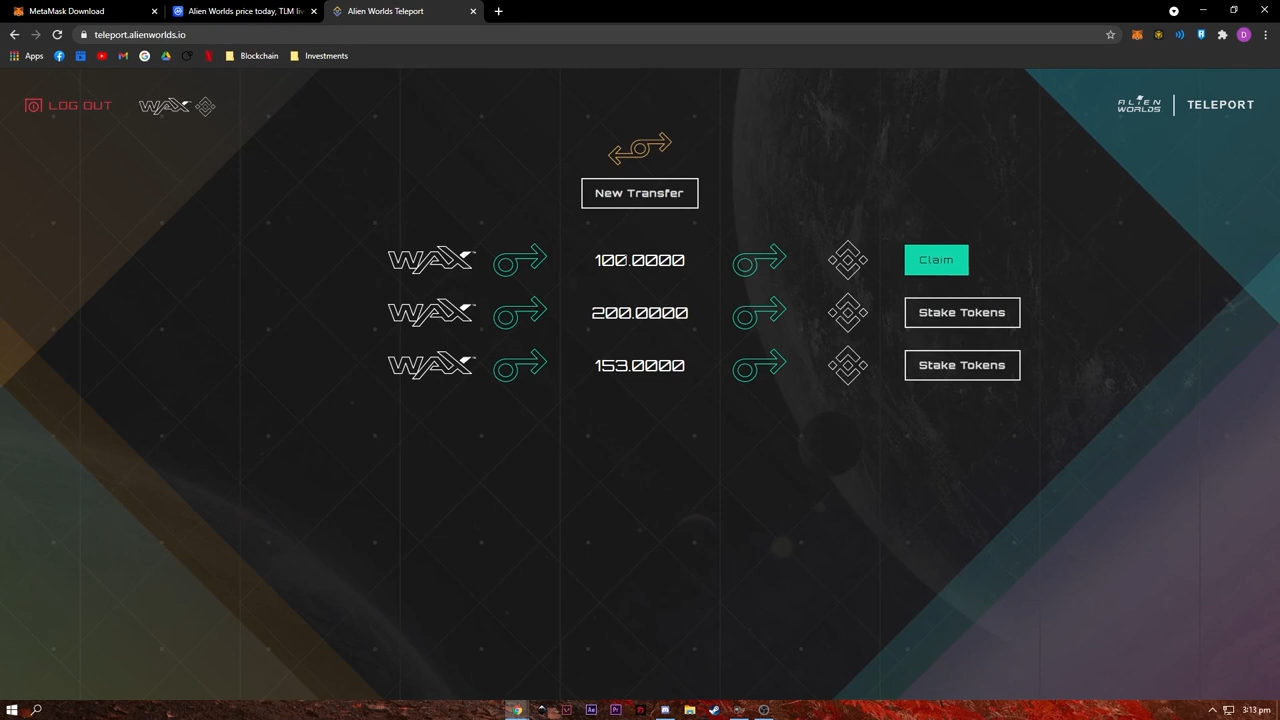 MetaMask Download
Alien Worlds price today, TLM liv
Alien Worlds Teleport
teleport.alienworlds.io
D
Apps
Blockchain
Investments
LOG OUT
WAX
ALIEN WORLDS
TELEPORT
New Transfer
WAX 100.0000 Claim
WAX 200.0000 Stake Tokens
WAX 153.0000 Stake Tokens
Ae
Pr
3:13 pm